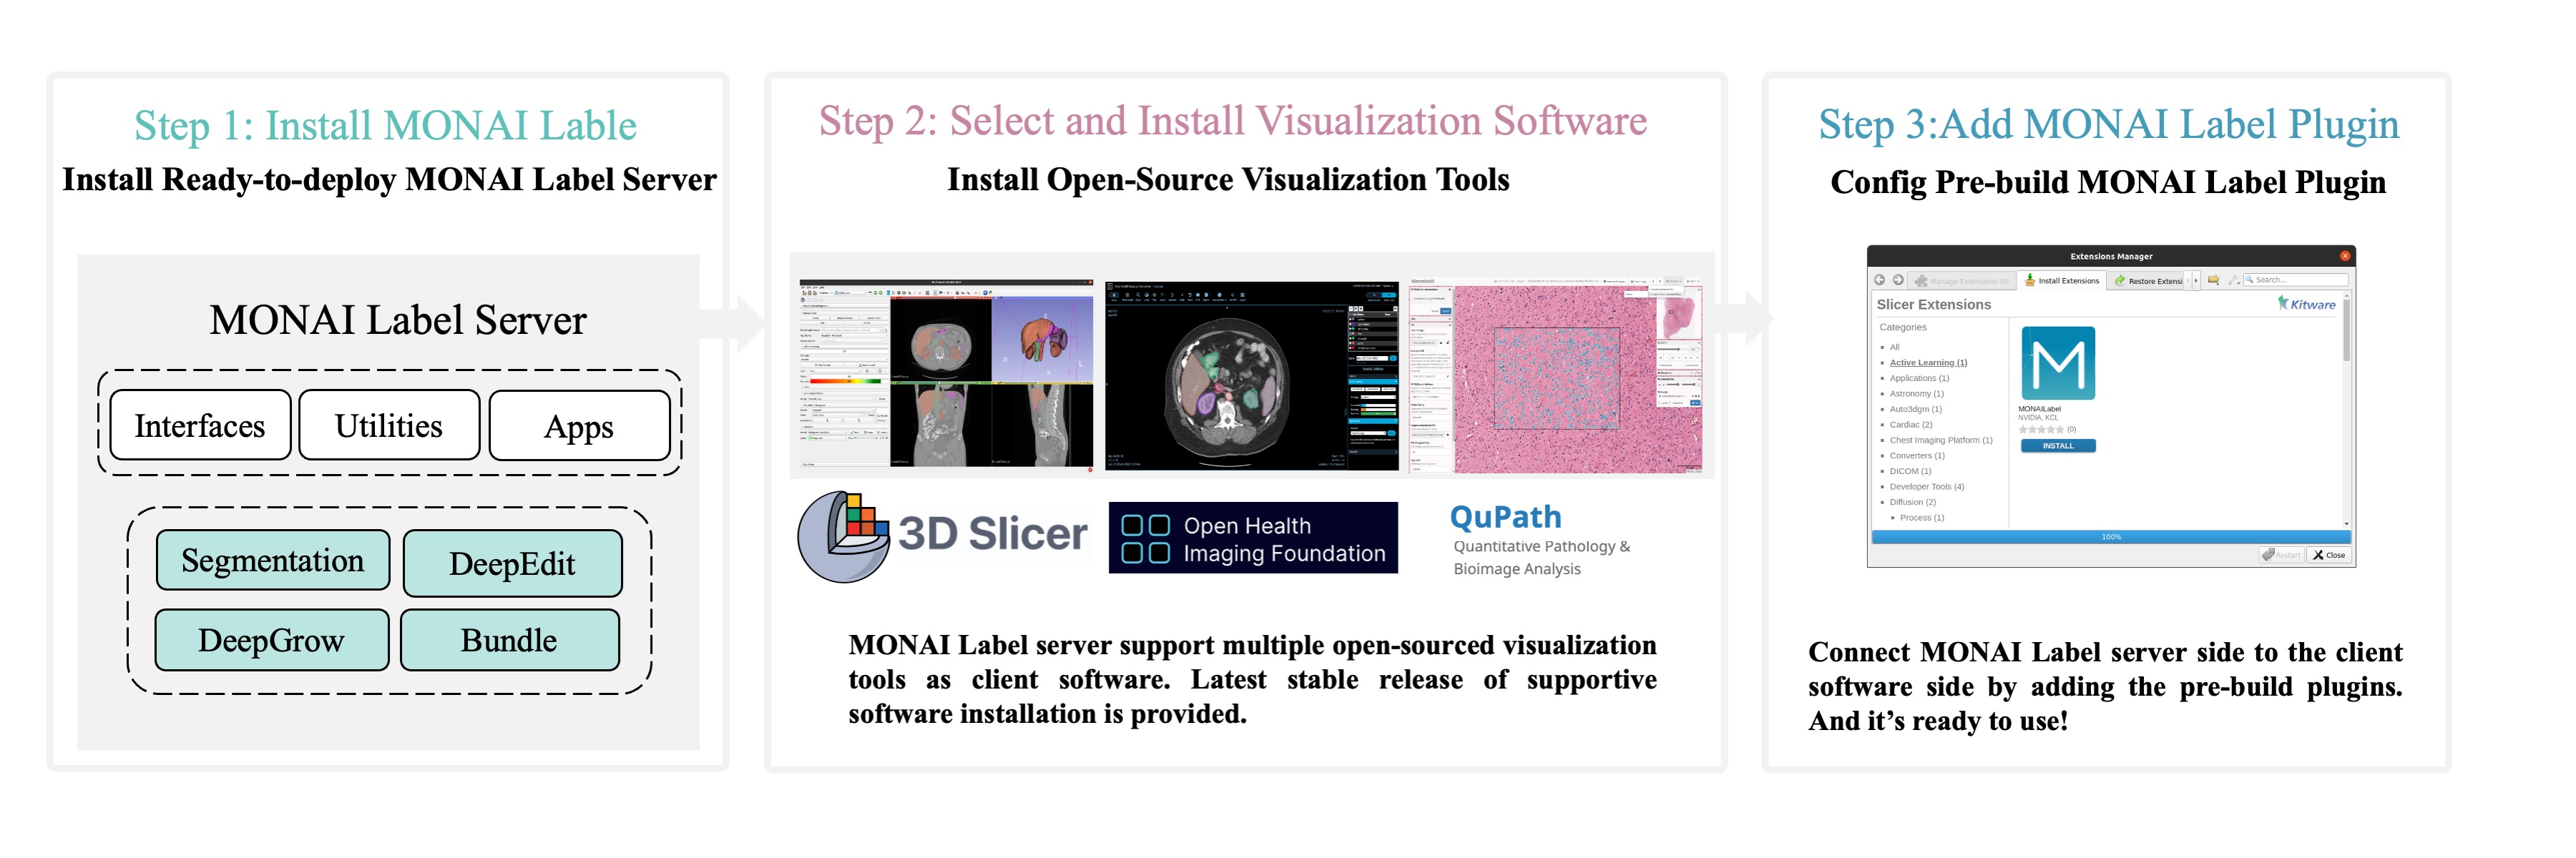 Step 1: Install MONAI Lable
Install Ready-to-deploy MONAI Label Server
MONAI Label Server
Interfaces
Utilities
Apps
Segmentation
DeepEdit
DeepGrow
Bundle
Step 2: Select and Install Visualization Software
Install Open-Source Visualization Tools
3D Slicer
Open Health
Imaging Foundation
QuPath
Quantitative Pathology &
Bioimage Analysis
MONAI Label server support multiple open-sourced visualization
tools as client software. Latest stable release of supportive
software installation is provided.
Step 3:Add MONAI Label Plugin
Config Pre-build MONAI Label Plugin
Extensions Manager
Manage Extensions (0)
Install Extensions
Restore Extensi
Search...
Slicer Extensions
Kitware
Categories
All
Active Learning (1)
Applications (1)
Astronomy (1)
Auto3dgm (1)
Cardiac (2)
Chest Imaging Platform (1)
Converters (1)
DICOM (1)
Developer Tools (4)
Diffusion (2)
Process (1)
M
MONAILabel
NVIDIA, KCL
(0)
INSTALL
100%
Restart
Close
Connect MONAI Label server side to the client
software side by adding the pre-build plugins.
And it's ready to use!